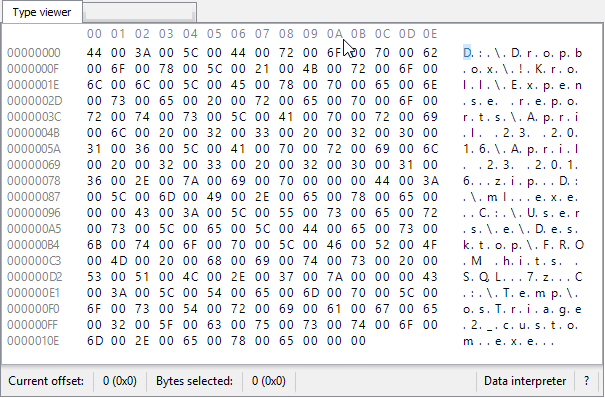 Type viewer
00 01 02 03 04 05 06 07 08 09 0A 0B 0C 0D 0E
00000000 44 00 3A 00 5C 00 44 00 72 00 6F 00 70 00 62 D.:.\.D.r.o.p.b
0000000F 00 6F 00 78 00 5C 00 21 00 4B 00 72 00 6F 00 .o.x.\.!.K.r.o.
0000001E 6C 00 6C 00 5C 00 45 00 78 00 70 00 65 00 6E l.l.\.E.x.p.e.n
0000002D 00 73 00 65 00 20 00 72 00 65 00 70 00 6F 00 .s.e. .r.e.p.o.
0000003C 72 00 74 00 73 00 5C 00 41 00 70 00 72 00 69 r.t.s.\.A.p.r.i
0000004B 00 6C 00 20 00 32 00 33 00 20 00 32 00 30 00 .l. .2.3. .2.0.
0000005A 31 00 36 00 5C 00 41 00 70 00 72 00 69 00 6C 1.6.\.A.p.r.i.l
00000069 00 20 00 32 00 33 00 20 00 32 00 30 00 31 00 . .2.3. .2.0.1.
00000078 36 00 2E 00 7A 00 69 00 70 00 00 00 44 00 3A 6...z.i.p...D.:
00000087 00 5C 00 6D 00 49 00 2E 00 65 00 78 00 65 00 .\.m.I...e.x.e.
00000096 00 00 43 00 3A 00 5C 00 55 00 73 00 65 00 72 ..C.:.\.U.s.e.r
000000A5 00 73 00 5C 00 65 00 5C 00 44 00 65 00 73 00 .s.\.e.\.D.e.s.
000000B4 6B 00 74 00 6F 00 70 00 5C 00 46 00 52 00 4F k.t.o.p.\.F.R.O
000000C3 00 4D 00 20 00 68 00 69 00 74 00 73 00 20 00 .M. .h.i.t.s. .
000000D2 53 00 51 00 4C 00 2E 00 37 00 7A 00 00 00 43 S.Q.L...7.z...C
000000E1 00 3A 00 5C 00 54 00 65 00 6D 00 70 00 5C 00 .:.\.T.e.m.p.\.
000000F0 6F 00 73 00 54 00 72 00 69 00 61 00 67 00 65 o.s.T.r.i.a.g.e
000000FF 00 32 00 5F 00 63 00 75 00 73 00 74 00 6F 00 .2._.c.u.s.t.o.
0000010E 6D 00 2E 00 65 00 78 00 65 00 00 00 m...e.x.e...
Current offset: 0 (0x0) Bytes selected: 0 (0x0) Data interpreter ?